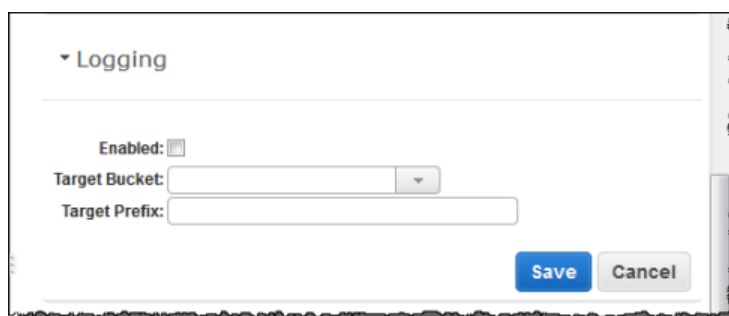 Logging
Enabled:
Target Bucket:
Target Prefix:
Save Cancel